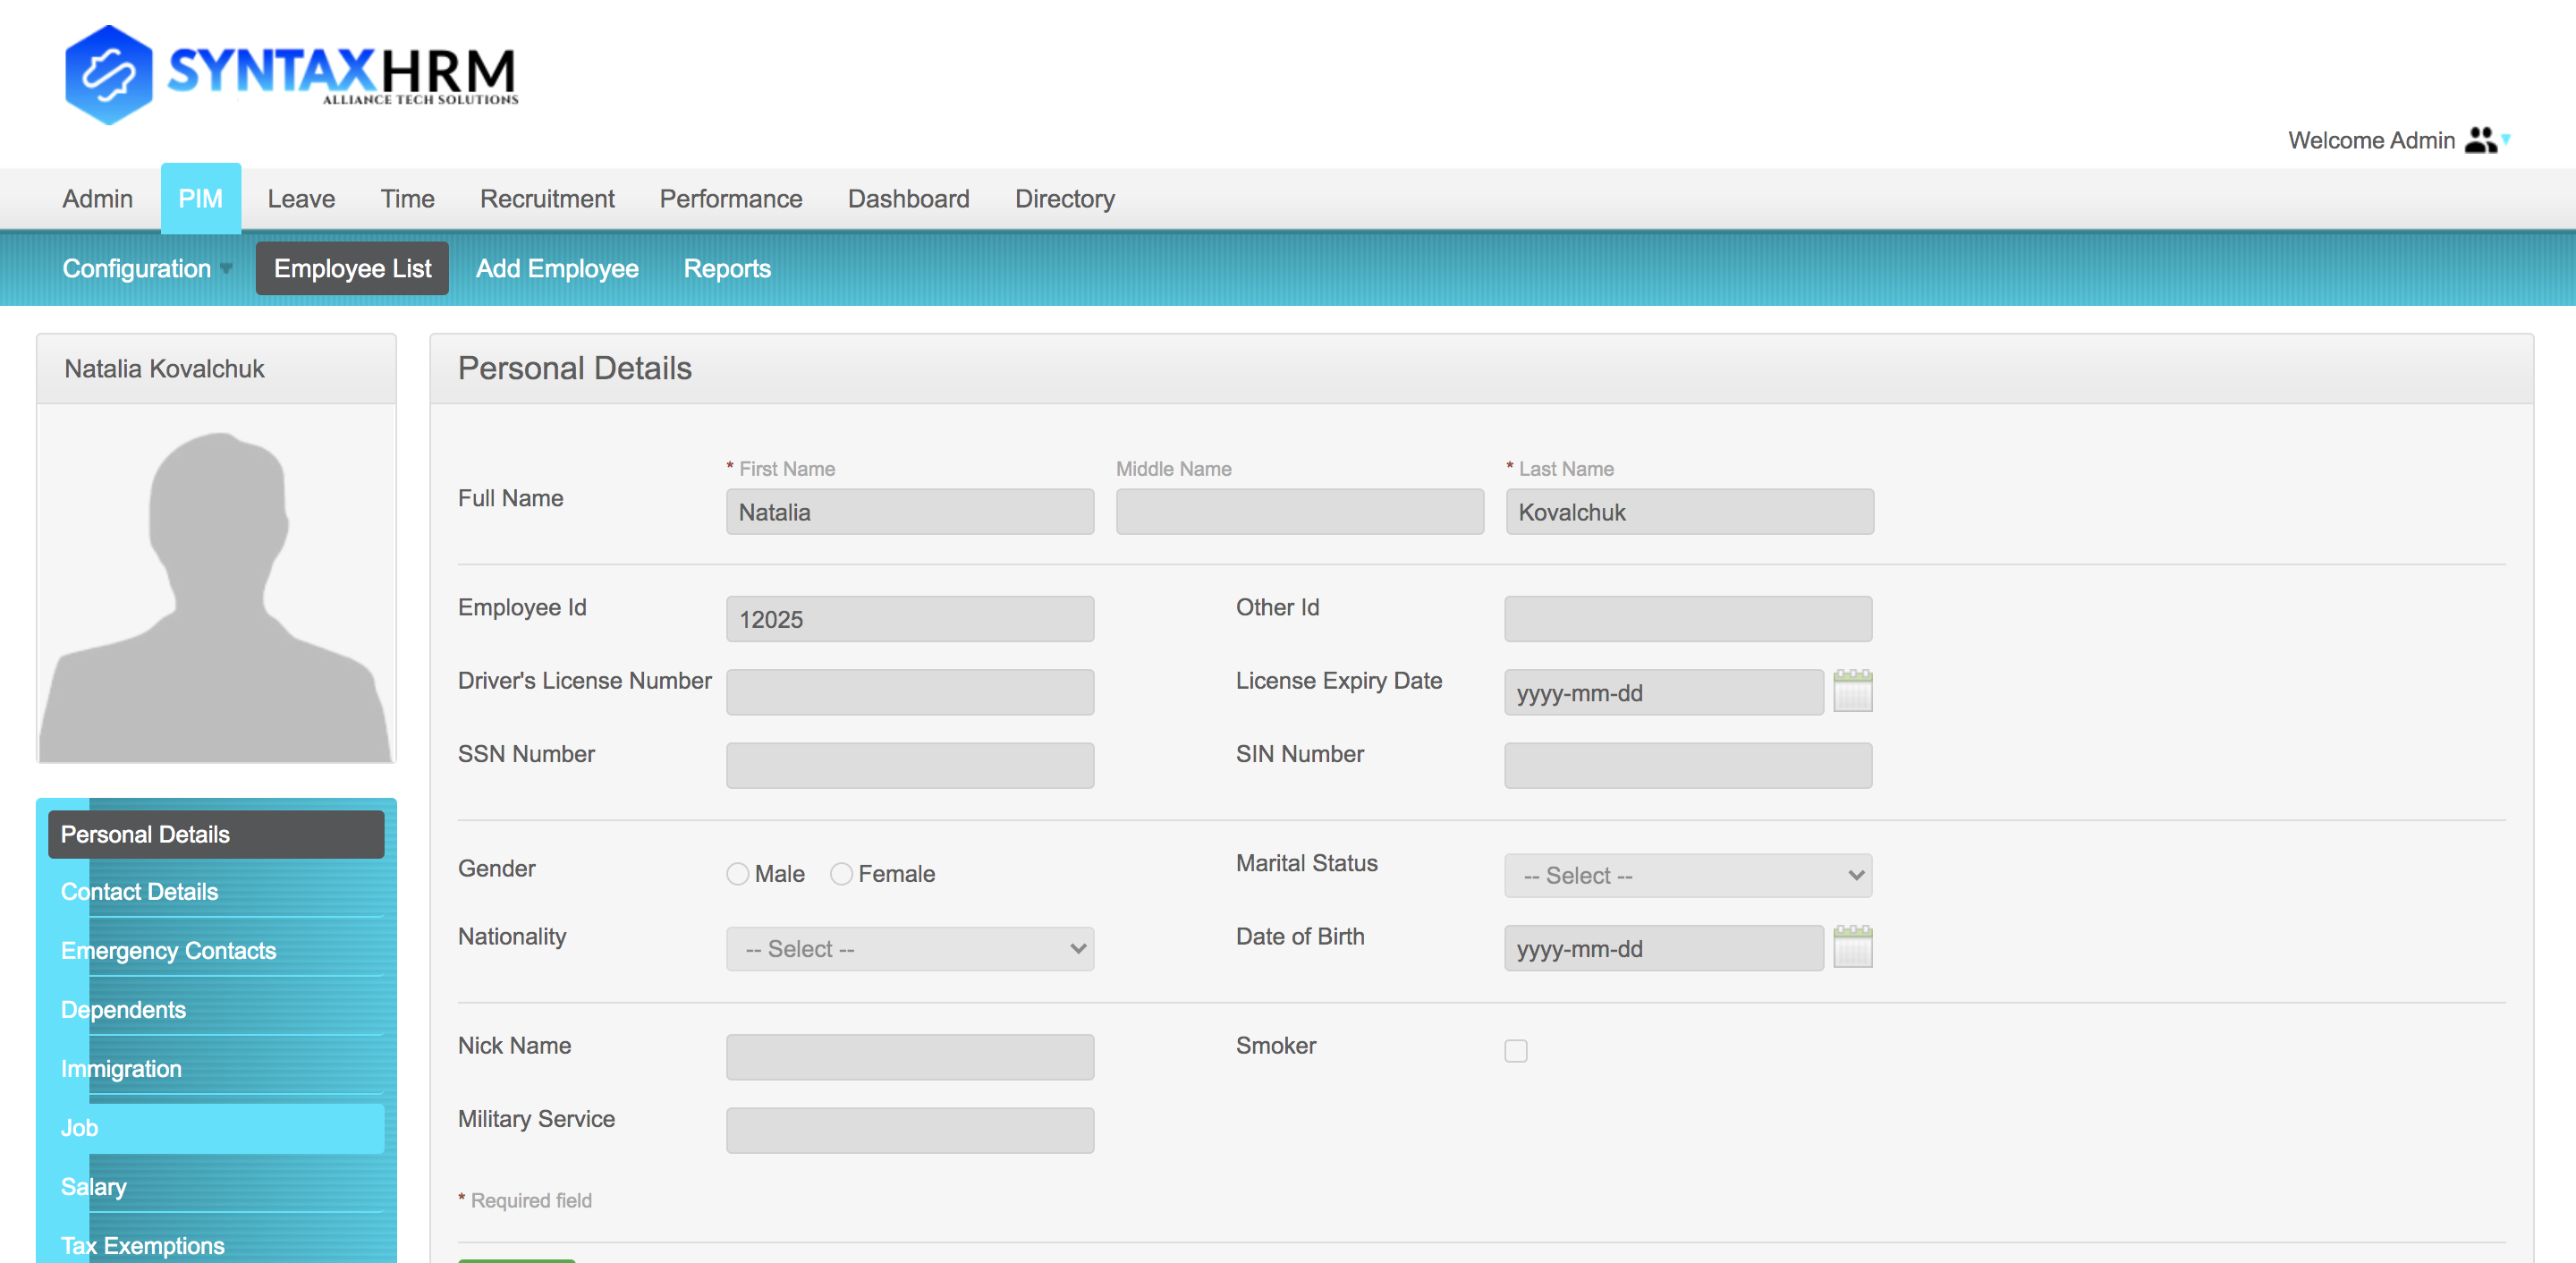 SYNTAXHRM
ALLIANCE TECH SOLUTIONS
Welcome Admin
Admin PIM Leave Time Recruitment Performance Dashboard Directory
Configuration Employee List Add Employee Reports
Natalia Kovalchuk
Personal Details
Contact Details
Emergency Contacts
Dependents
Immigration
Job
Salary
Tax Exemptions
Personal Details
* First Name Middle Name * Last Name
Full Name Natalia Kovalchuk
Employee Id 12025 Other Id
Driver's License Number License Expiry Date yyyy-mm-dd
SSN Number SIN Number
Gender Male Female Marital Status -- Select --
Nationality -- Select -- Date of Birth yyyy-mm-dd
Nick Name Smoker
Military Service
* Required field